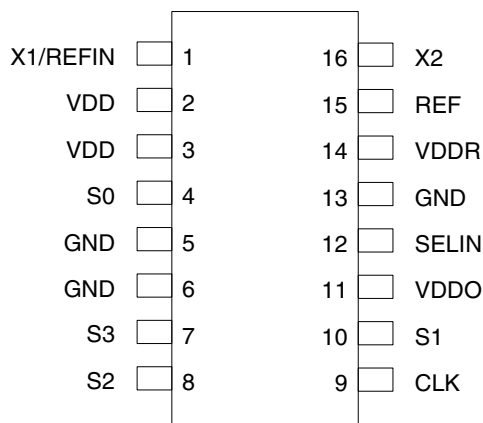 X1/REFIN 1 16 X2
VDD 2 15 REF
VDD 3 14 VDDR
S0 4 13 GND
GND 5 12 SELIN
GND 6 11 VDDO
S3 7 10 S1
S2 8 9 CLK